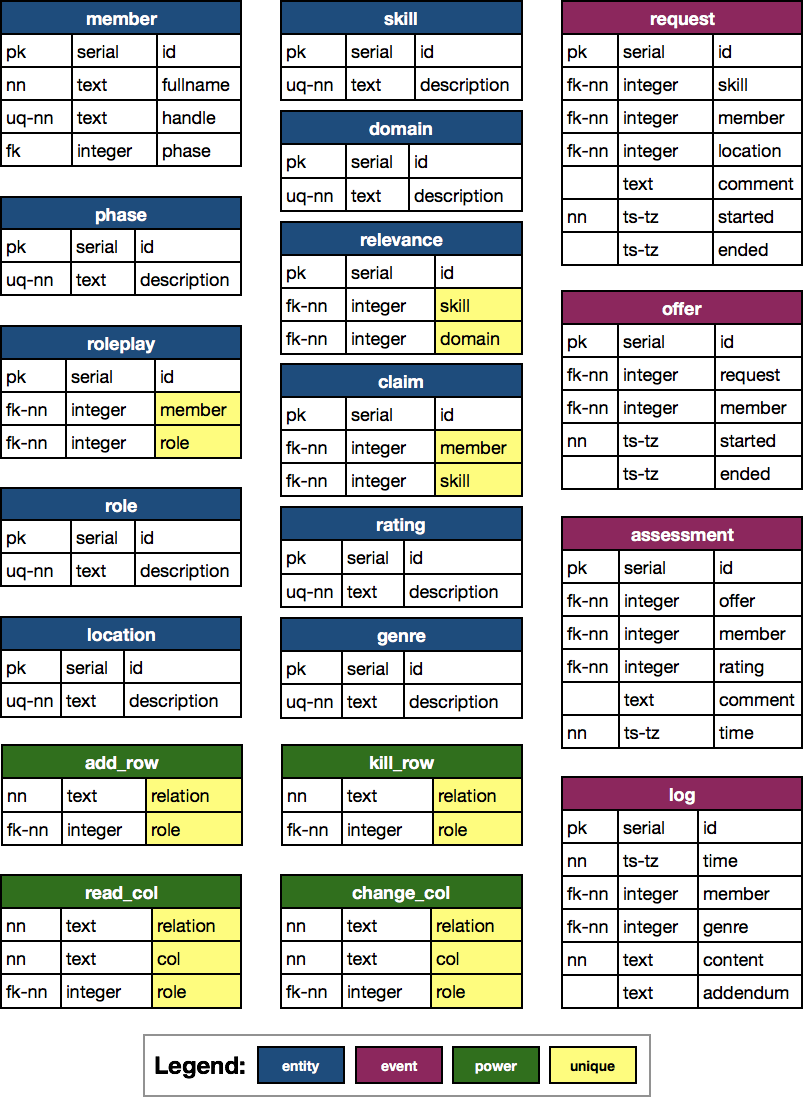 member
pk serial id
nn text fullname
uq-nn text handle
fk integer phase
phase
pk serial id
uq-nn text description
roleplay
pk serial id
fk-nn integer member
fk-nn integer role
role
pk serial id
uq-nn text description
location
pk serial id
uq-nn text description
add_row
nn text relation
fk-nn integer role
read_col
nn text relation
nn text col
fk-nn integer role
skill
pk serial id
uq-nn text description
domain
pk serial id
uq-nn text description
relevance
pk serial id
fk-nn integer skill
fk-nn integer domain
claim
pk serial id
fk-nn integer member
fk-nn integer skill
rating
pk serial id
uq-nn text description
genre
pk serial id
uq-nn text description
kill_row
nn text relation
fk-nn integer role
change_col
nn text relation
nn text col
fk-nn integer role
request
pk serial id
fk-nn integer skill
fk-nn integer member
fk-nn integer location
text comment
nn ts-tz started
ts-tz ended
offer
pk serial id
fk-nn integer request
fk-nn integer member
nn ts-tz started
ts-tz ended
assessment
pk serial id
fk-nn integer offer
fk-nn integer member
fk-nn integer rating
text comment
nn ts-tz time
log
pk serial id
nn ts-tz time
fk-nn integer member
fk-nn integer genre
nn text content
text addendum
Legend: entity event power unique